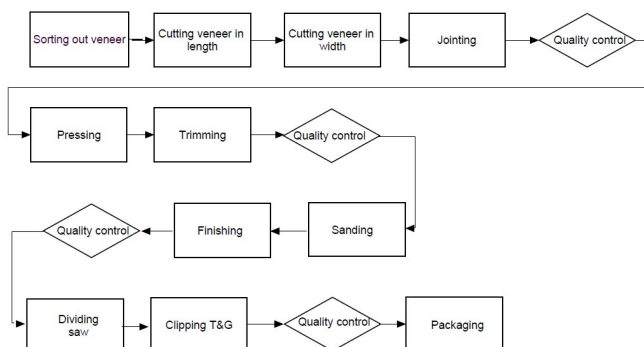 Sorting out veneer
Cutting veneer in
length
Cutting veneer in
width
Jointing
Quality control
Pressing
Trimming
Quality control
Quality control
Finishing
Sanding
Dividing
saw
Clipping T&G
Quality control
Packaging